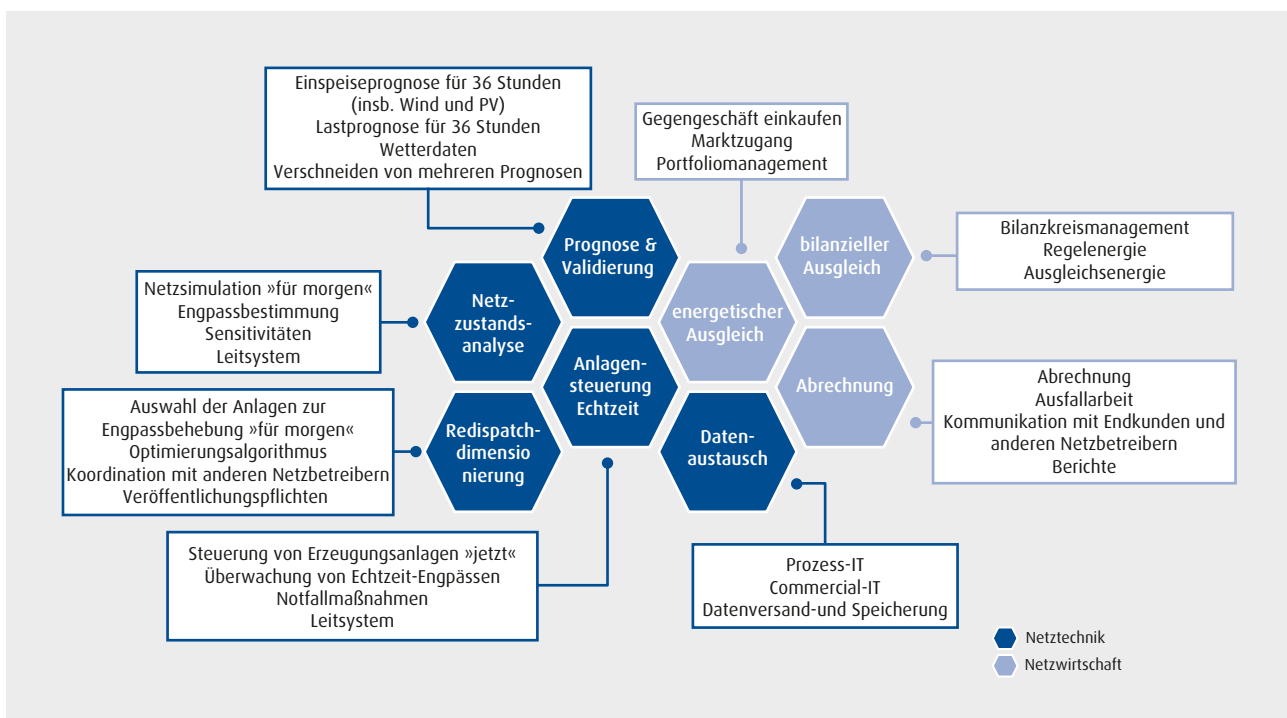 Einspeiseprognose für 36 Stunden
(insb. Wind und PV)
Lastprognose für 36 Stunden
Wetterdaten
Verschneiden von mehreren Prognosen
Gegengeschäft einkaufen
Marktzugang
Portfoliomanagement
Prognose &
Validierung
bilanzieller
Ausgleich
Bilanzkreismanagement
Regelenergie
Ausgleichsenergie
Netzsimulation »für morgen«
Engpassbestimmung
Sensitivitäten
Leitsystem
Netz-
zustands-
analyse
energetischer
Ausgleich
Anlagen-
steuerung
Echtzeit
Abrechnung
Auswahl der Anlagen zur
Engpassbehebung »für morgen«
Optimierungsalgorithmus
Koordination mit anderen Netzbetreibern
Veröffentlichungspflichten
Redispatch-
dimensio
nierung
Daten-
austausch
Abrechnung
Ausfallarbeit
Kommunikation mit Endkunden und
anderen Netzbetreibern
Berichte
Steuerung von Erzeugungsanlagen »jetzt«
Überwachung von Echtzeit-Engpässen
Notfallmaßnahmen
Leitsystem
Prozess-IT
Commercial-IT
Datenversand-und Speicherung
Netztechnik
Netzwirtschaft